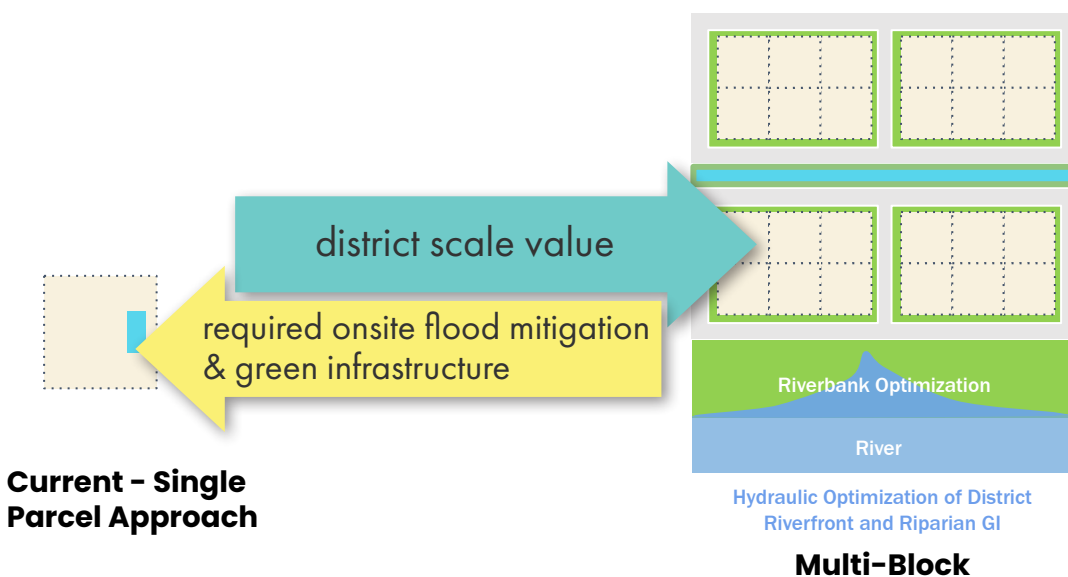 district scale value
required onsite flood mitigation
& green infrastructure
Riverbank Optimization
River
Current - Single
Parcel Approach
Hydraulic Optimization of District
Riverfront and Riparian GI
Multi-Block